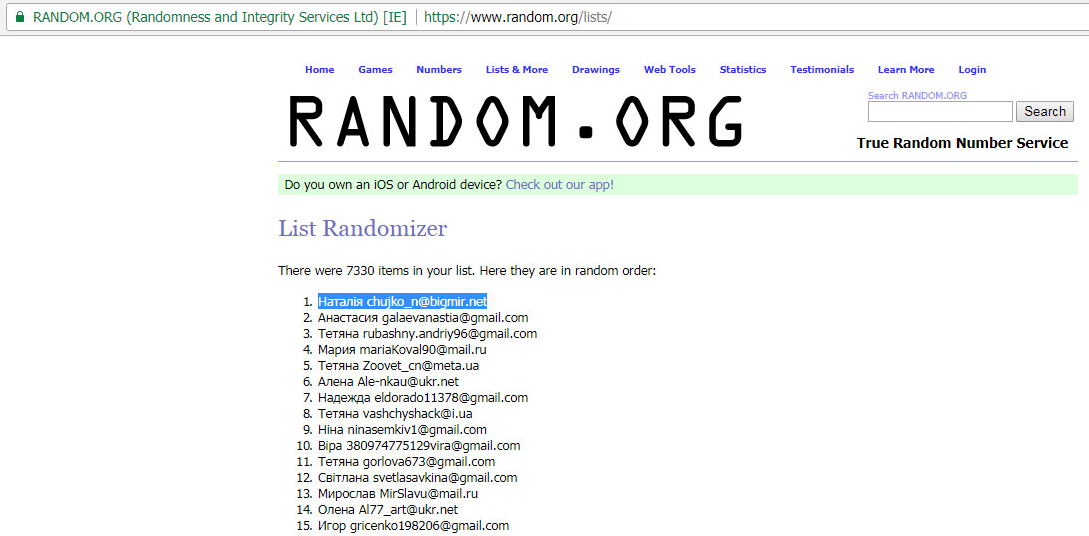 RANDOM.ORG (Randomness and Integrity Services Ltd) [IE] https://www.random.org/lists/
Home Games Numbers Lists & More Drawings Web Tools Statistics Testimonials Learn More Login
RANDOM.ORG
Search RANDOM.ORG
Search
True Random Number Service
Do you own an iOS or Android device? Check out our app!
List Randomizer
There were 7330 items in your list. Here they are in random order:
1. Наталія chujko_n@bigmir.net
2. Анастасия galaevanastia@gmail.com
3. Тетяна rubashny.andriy96@gmail.com
4. Мария mariaKoval90@mail.ru
5. Тетяна Zoovet_cn@meta.ua
6. Алена Ale-nkau@ukr.net
7. Надежда eldorado11378@gmail.com
8. Тетяна vashchyshack@i.ua
9. Ніна ninasemkiv1@gmail.com
10. Віра 380974775129vira@gmail.com
11. Тетяна gorlova673@gmail.com
12. Світлана svetlasavkina@gmail.com
13. Мирослав MirSlavu@mail.ru
14. Олена Al77_art@ukr.net
15. Игор gricenko198206@gmail.com